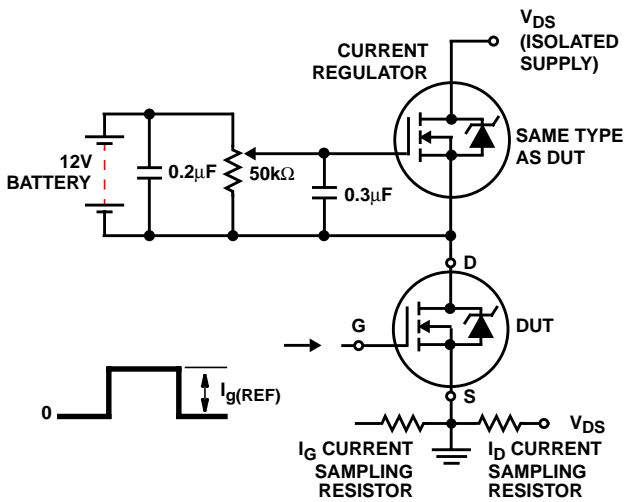 V_DS
(ISOLATED
SUPPLY)
CURRENT
REGULATOR
SAME TYPE
AS DUT
12V
BATTERY
0.2µF
50kΩ
0.3µF
D
DUT
G
S
0
I_g(REF)
V_DS
I_G CURRENT
SAMPLING
RESISTOR
I_D CURRENT
SAMPLING
RESISTOR